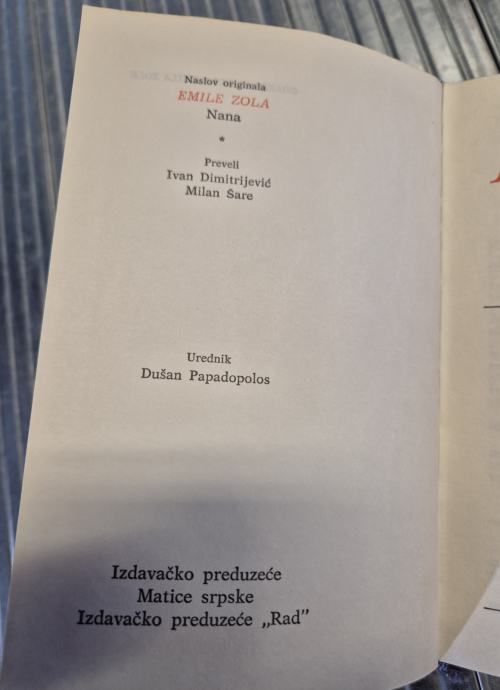 Naslov originala
EMILE ZOLA
Nana
*
Preveli
Ivan Dimitrijević
Milan Šare
Urednik
Dušan Papadopolos
Izdavačko preduzeće
Matice srpske
Izdavačko preduzeće „Rad”